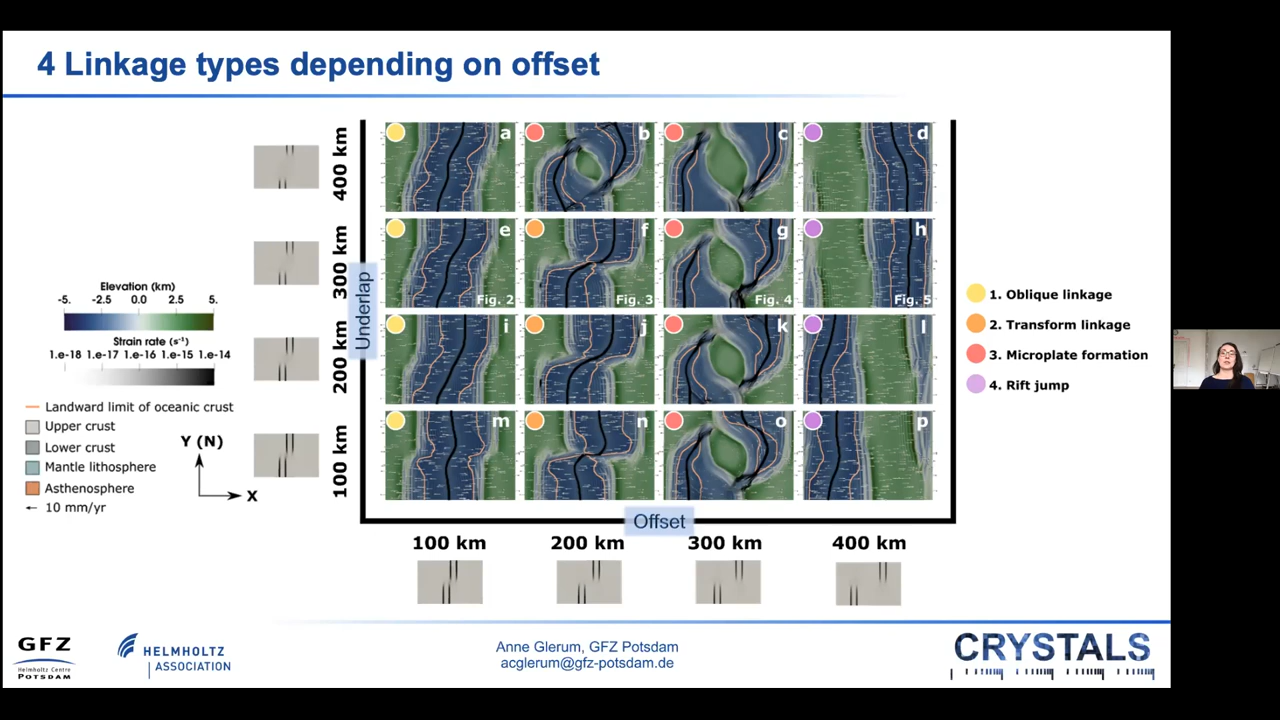 4 Linkage types depending on offset
400 km
300 km
200 km
100 km
Underlap
a
b
c
d
e
f
g
h
Fig. 2
Fig. 3
Fig. 4
Fig. 5
i
j
k
l
m
n
o
p
Offset
100 km
200 km
300 km
400 km
Elevation (km)
-5. -2.5 0.0 2.5 5.
Strain rate (s⁻¹)
1.e-18 1.e-17 1.e-16 1.e-15 1.e-14
Landward limit of oceanic crust
Upper crust
Lower crust
Mantle lithosphere
Asthenosphere
10 mm/yr
Y (N)
X
1. Oblique linkage
2. Transform linkage
3. Microplate formation
4. Rift jump
GFZ
Helmholtz Centre
POTSDAM
HELMHOLTZ
ASSOCIATION
Anne Glerum, GFZ Potsdam
acglerum@gfz-potsdam.de
CRYSTALS